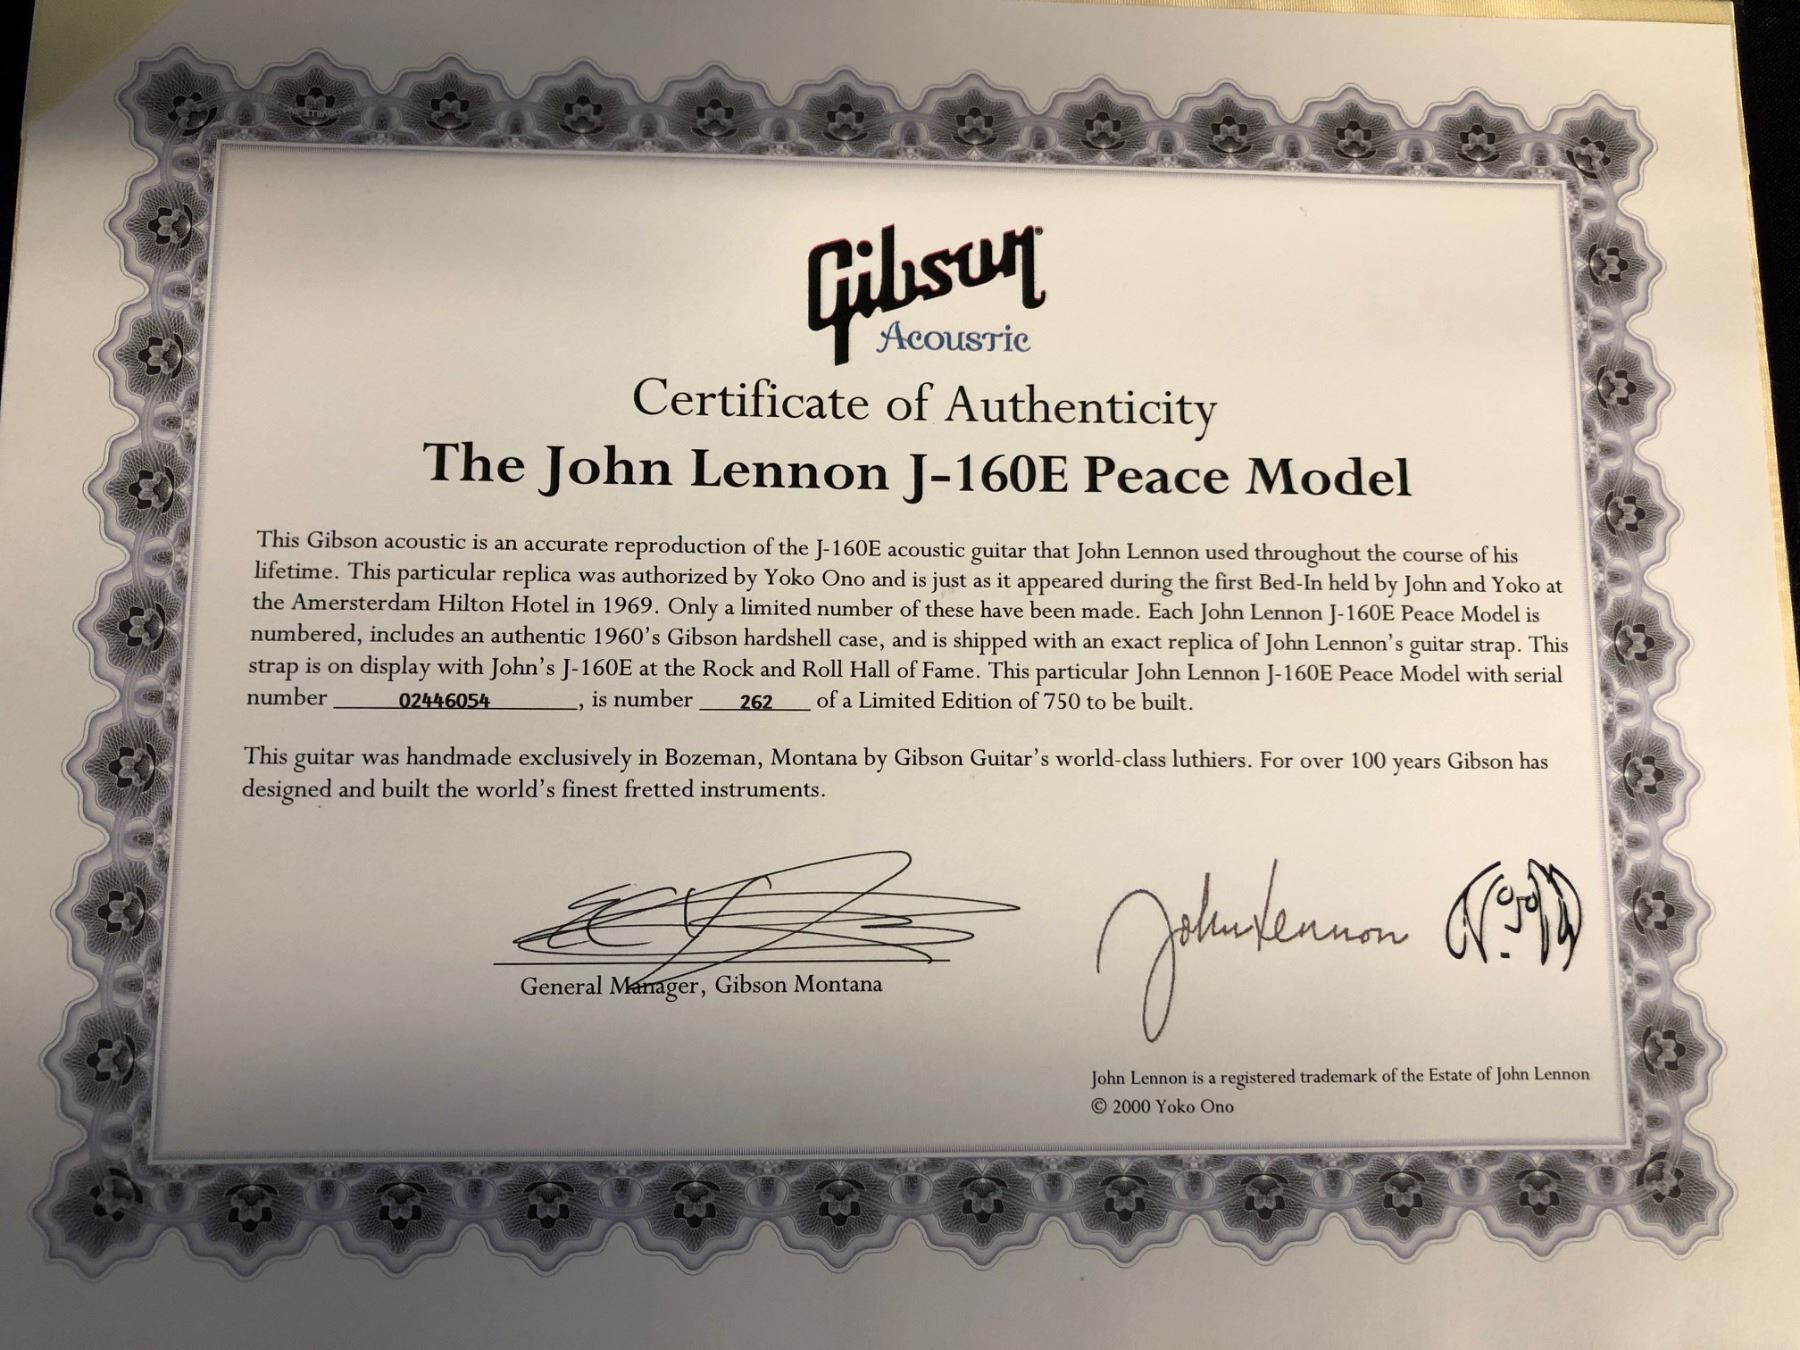 Gibson®
Acoustic
Certificate of Authenticity
The John Lennon J-160E Peace Model
This Gibson acoustic is an accurate reproduction of the J-160E acoustic guitar that John Lennon used throughout the course of his
lifetime. This particular replica was authorized by Yoko Ono and is just as it appeared during the first Bed-In held by John and Yoko at
the Amersterdam Hilton Hotel in 1969. Only a limited number of these have been made. Each John Lennon J-160E Peace Model is
numbered, includes an authentic 1960's Gibson hardshell case, and is shipped with an exact replica of John Lennon's guitar strap. This
strap is on display with John's J-160E at the Rock and Roll Hall of Fame. This particular John Lennon J-160E Peace Model with serial
number 02446054, is number 262 of a Limited Edition of 750 to be built.
This guitar was handmade exclusively in Bozeman, Montana by Gibson Guitar's world-class luthiers. For over 100 years Gibson has
designed and built the world's finest fretted instruments.
John Lennon
General Manager, Gibson Montana
John Lennon is a registered trademark of the Estate of John Lennon
© 2000 Yoko Ono